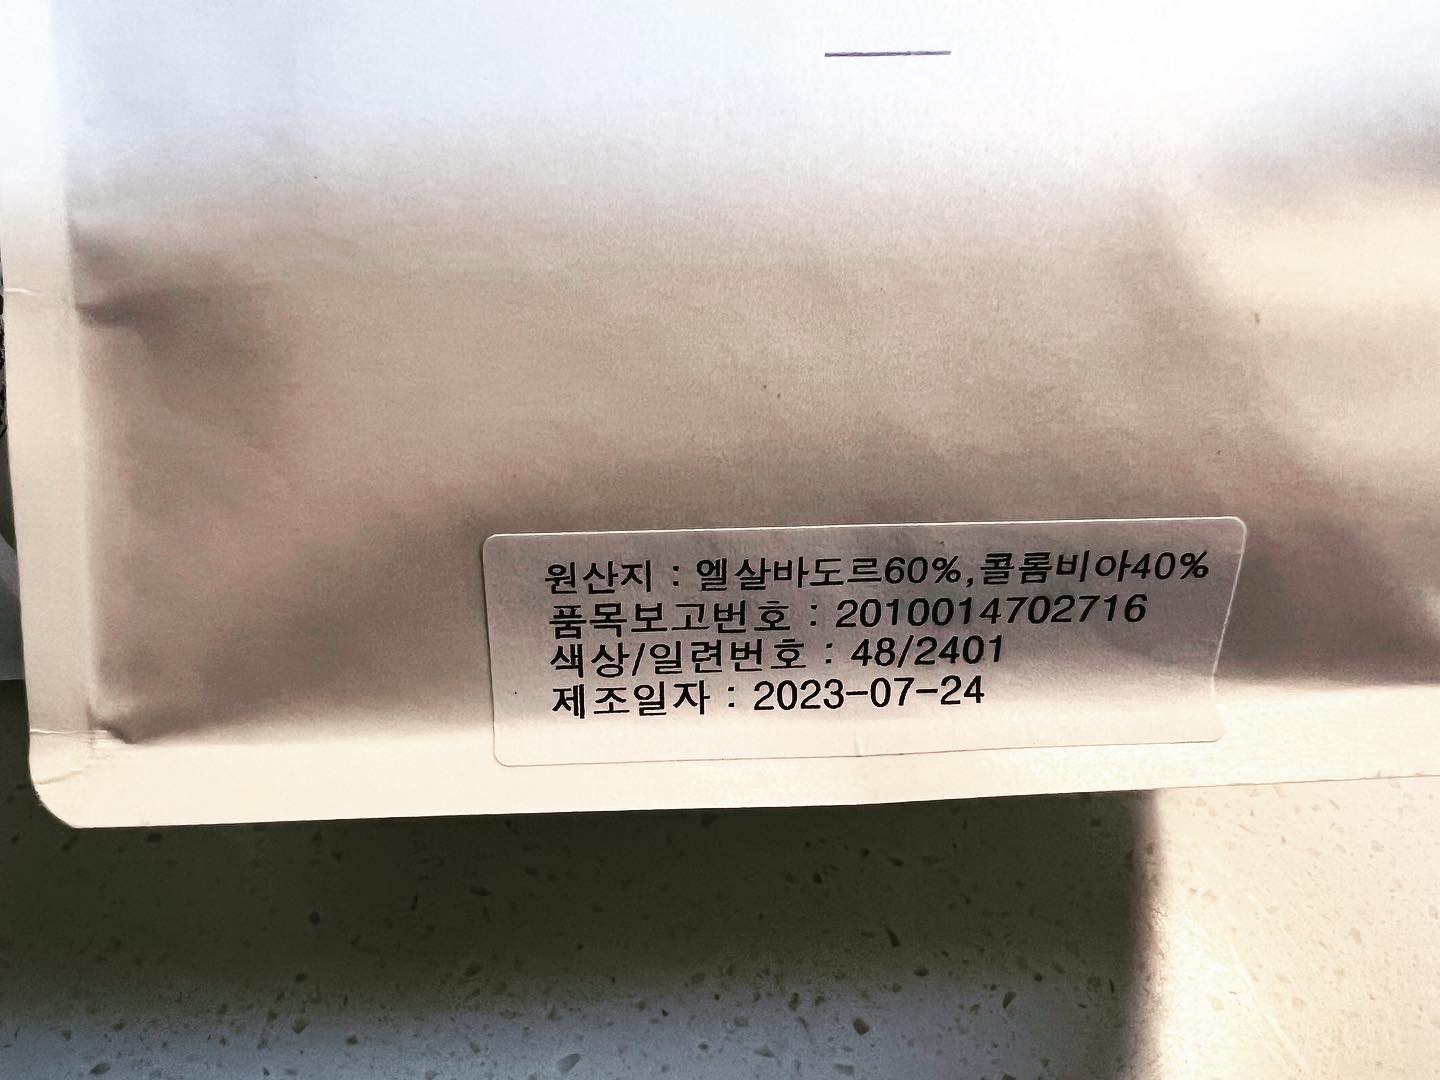 원산지 : 엘살바도르60%,콜롬비아40%
품목보고번호 : 2010014702716
색상/일련번호 : 48/2401
제조일자 : 2023-07-24